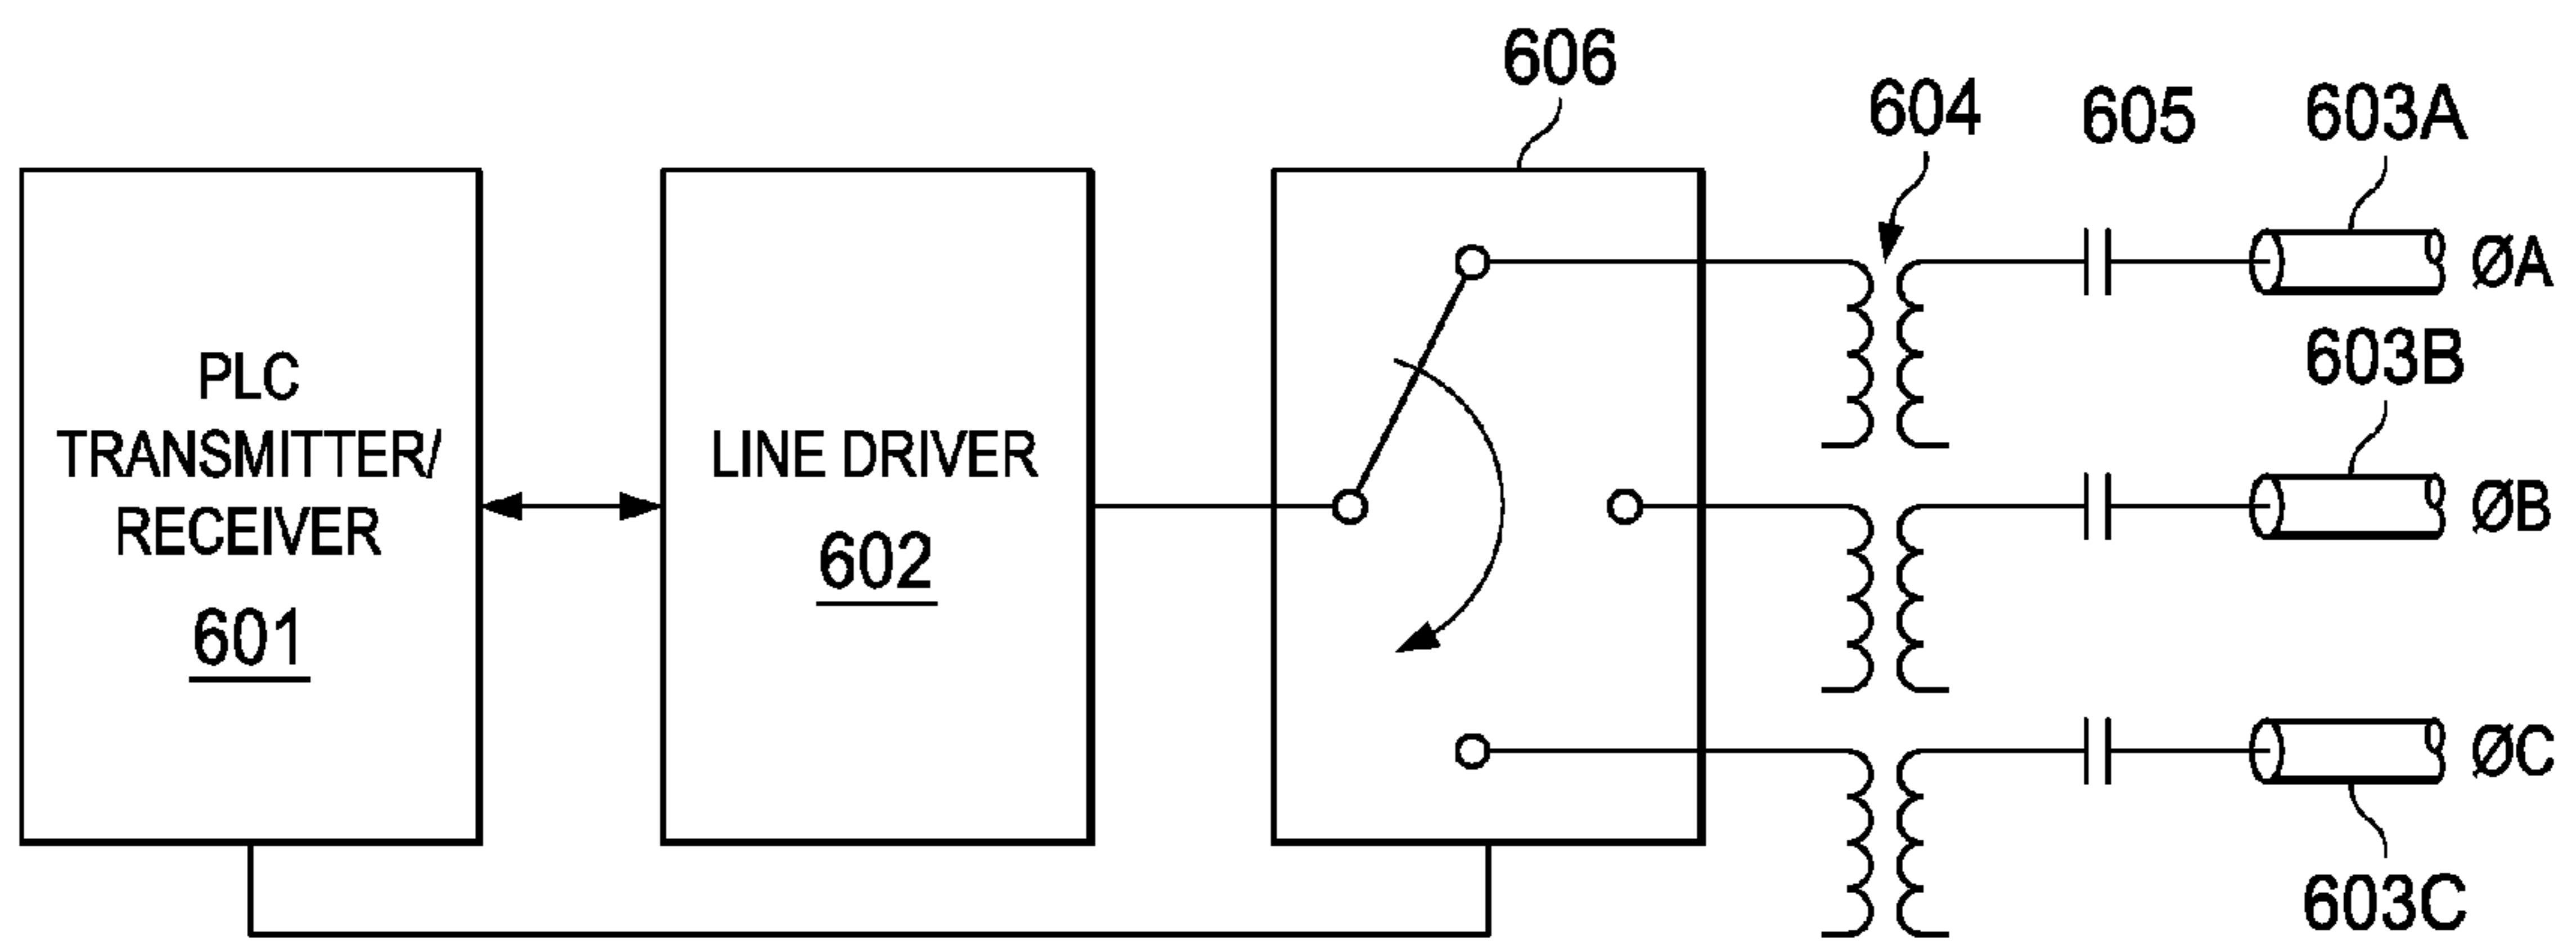 606
604
605
603A
ØA
603B
PLC
TRANSMITTER/
RECEIVER
601
LINE DRIVER
602
ØB
ØC
603C